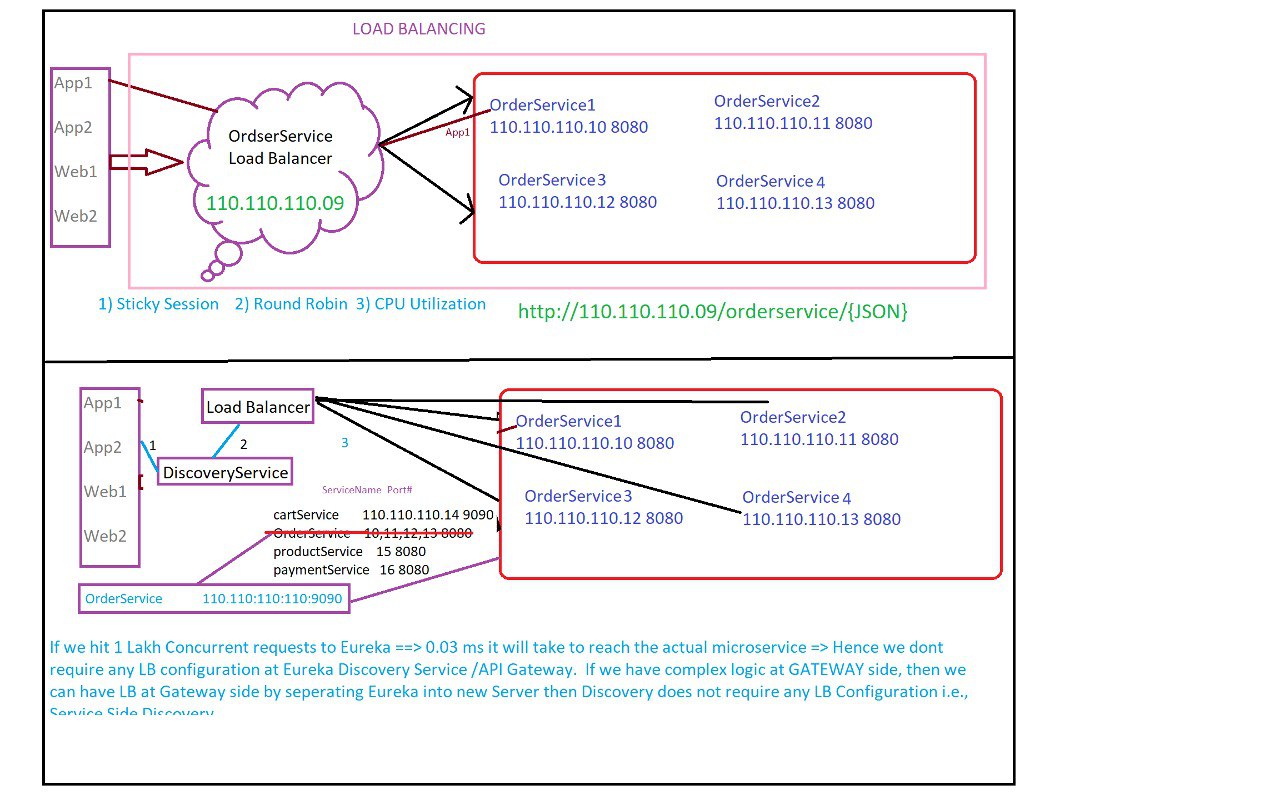 LOAD BALANCING
App1
App2
Web1
Web2
OrdserService
Load Balancer
110.110.110.09
App1
OrderService1
110.110.110.10 8080
OrderService2
110.110.110.11 8080
OrderService3
110.110.110.12 8080
OrderService4
110.110.110.13 8080
1) Sticky Session 2) Round Robin 3) CPU Utilization
http://110.110.110.09/orderservice/{JSON}
App1
App2
Web1
Web2
Load Balancer
1
2
3
DiscoveryService
ServiceName Port#
cartService 110.110.110.14 9090
OrderService 10,11,12,13 8080
productService 15 8080
paymentService 16 8080
OrderService 110.110:110:110:9090
OrderService1
110.110.110.10 8080
OrderService2
110.110.110.11 8080
OrderService3
110.110.110.12 8080
OrderService4
110.110.110.13 8080
If we hit 1 Lakh Concurrent requests to Eureka ==> 0.03 ms it will take to reach the actual microservice => Hence we dont
require any LB configuration at Eureka Discovery Service /API Gateway. If we have complex logic at GATEWAY side, then we
can have LB at Gateway side by seperating Eureka into new Server then Discovery does not require any LB Configuration i.e.,
Service Side Discovery